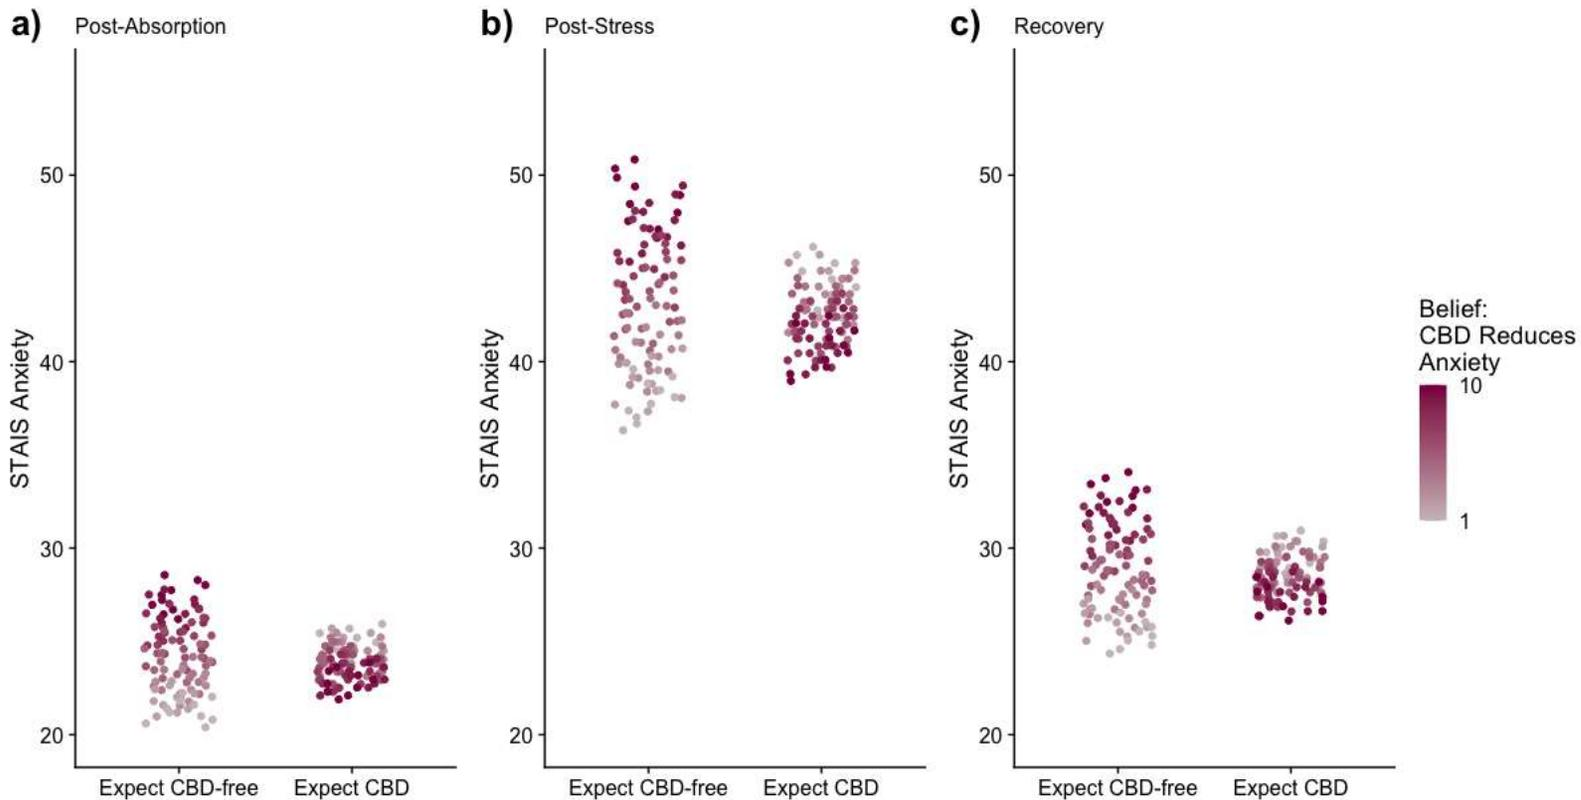 a) Post-Absorption
STAIS Anxiety
50
40
30
20
Expect CBD-free Expect CBD
b) Post-Stress
STAIS Anxiety
50
40
30
20
Expect CBD-free Expect CBD
c) Recovery
STAIS Anxiety
50
40
30
20
Expect CBD-free Expect CBD
Belief:
CBD Reduces
Anxiety
10
1